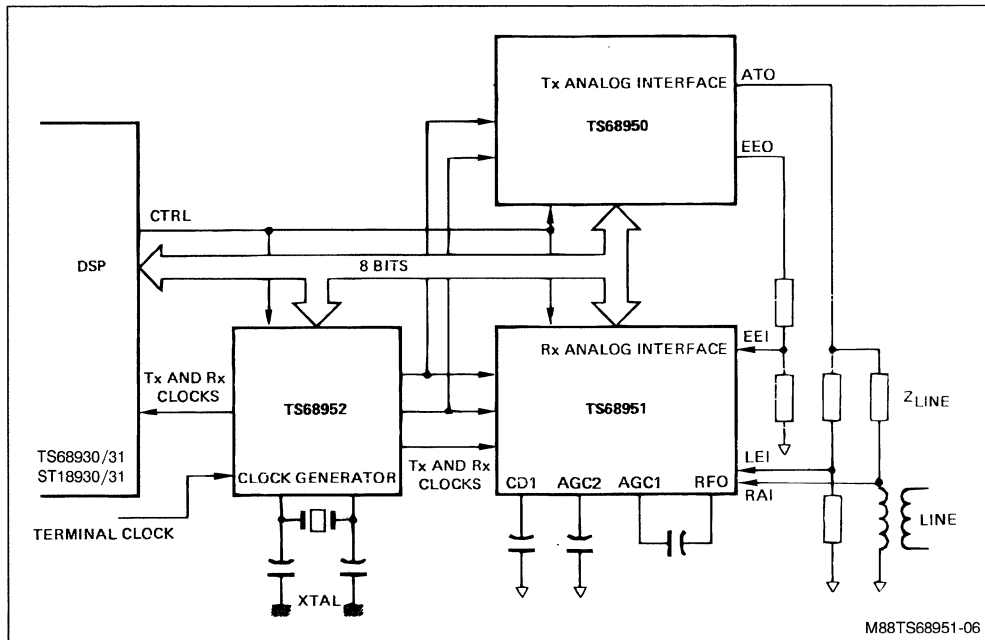 Tx ANALOG INTERFACE
TS68950
ATO
EEO
CTRL
DSP
8 BITS
Rx ANALOG INTERFACE
EEI
Tx AND Rx
CLOCKS
TS68952
TS68951
ZLINE
TS68930/31
ST18930/31
CLOCK GENERATOR
Tx AND Rx
CLOCKS
CD1
AGC2
AGC1
RFO
LEI
RAI
LINE
TERMINAL CLOCK
XTAL
M88TS68951-06